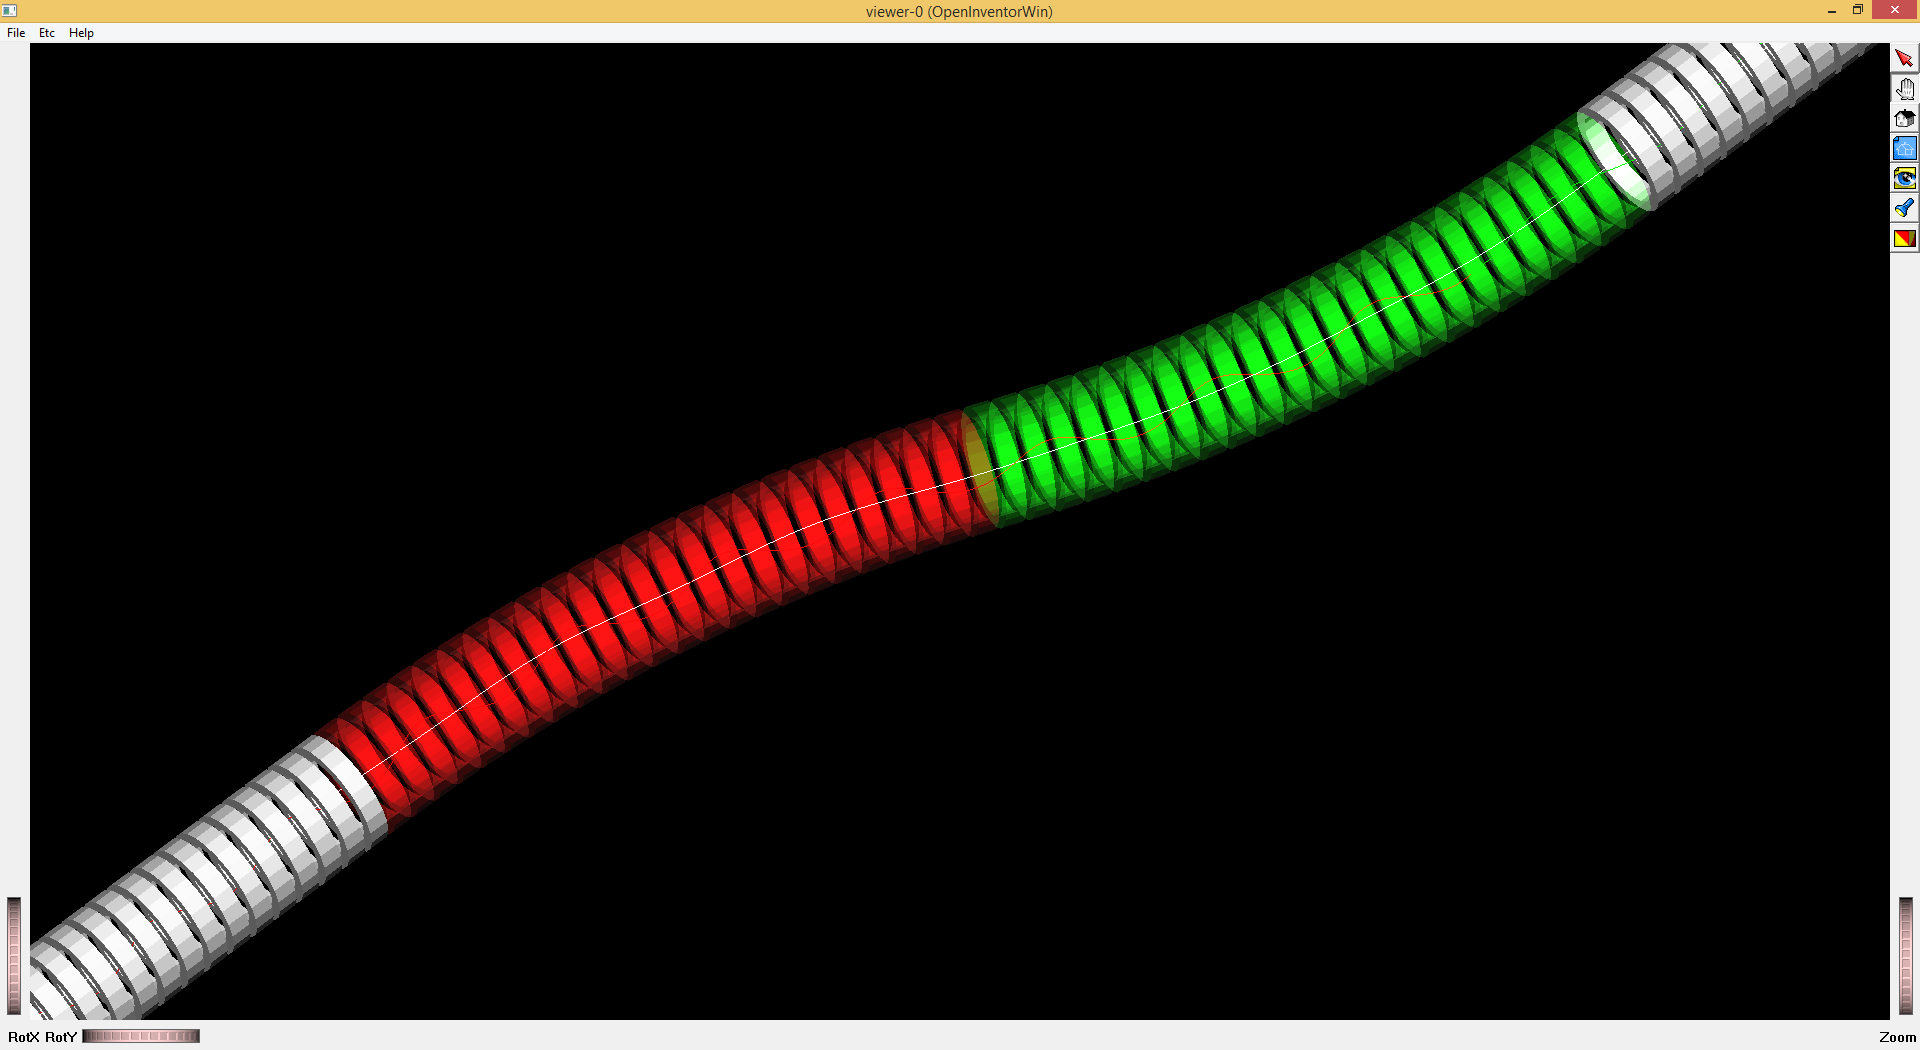 viewer-0 (OpenInventorWin)
File Etc Help
RotX RotY Zoom